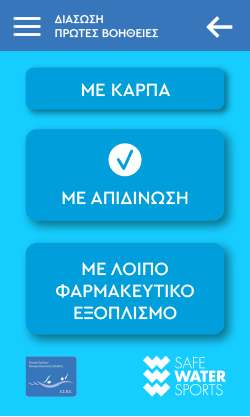 ΔΙΑΣΩΣΗ
ΠΡΩΤΕΣ ΒΟΗΘΕΙΕΣ
ΜΕ ΚΑΡΠΑ
ΜΕ ΑΠΙΔΙΝΩΣΗ
ΜΕ ΛΟΙΠΟ
ΦΑΡΜΑΚΕΥΤΙΚΟ
ΕΞΟΠΛΙΣΜΟ
SAFE
WATER
SPORTS